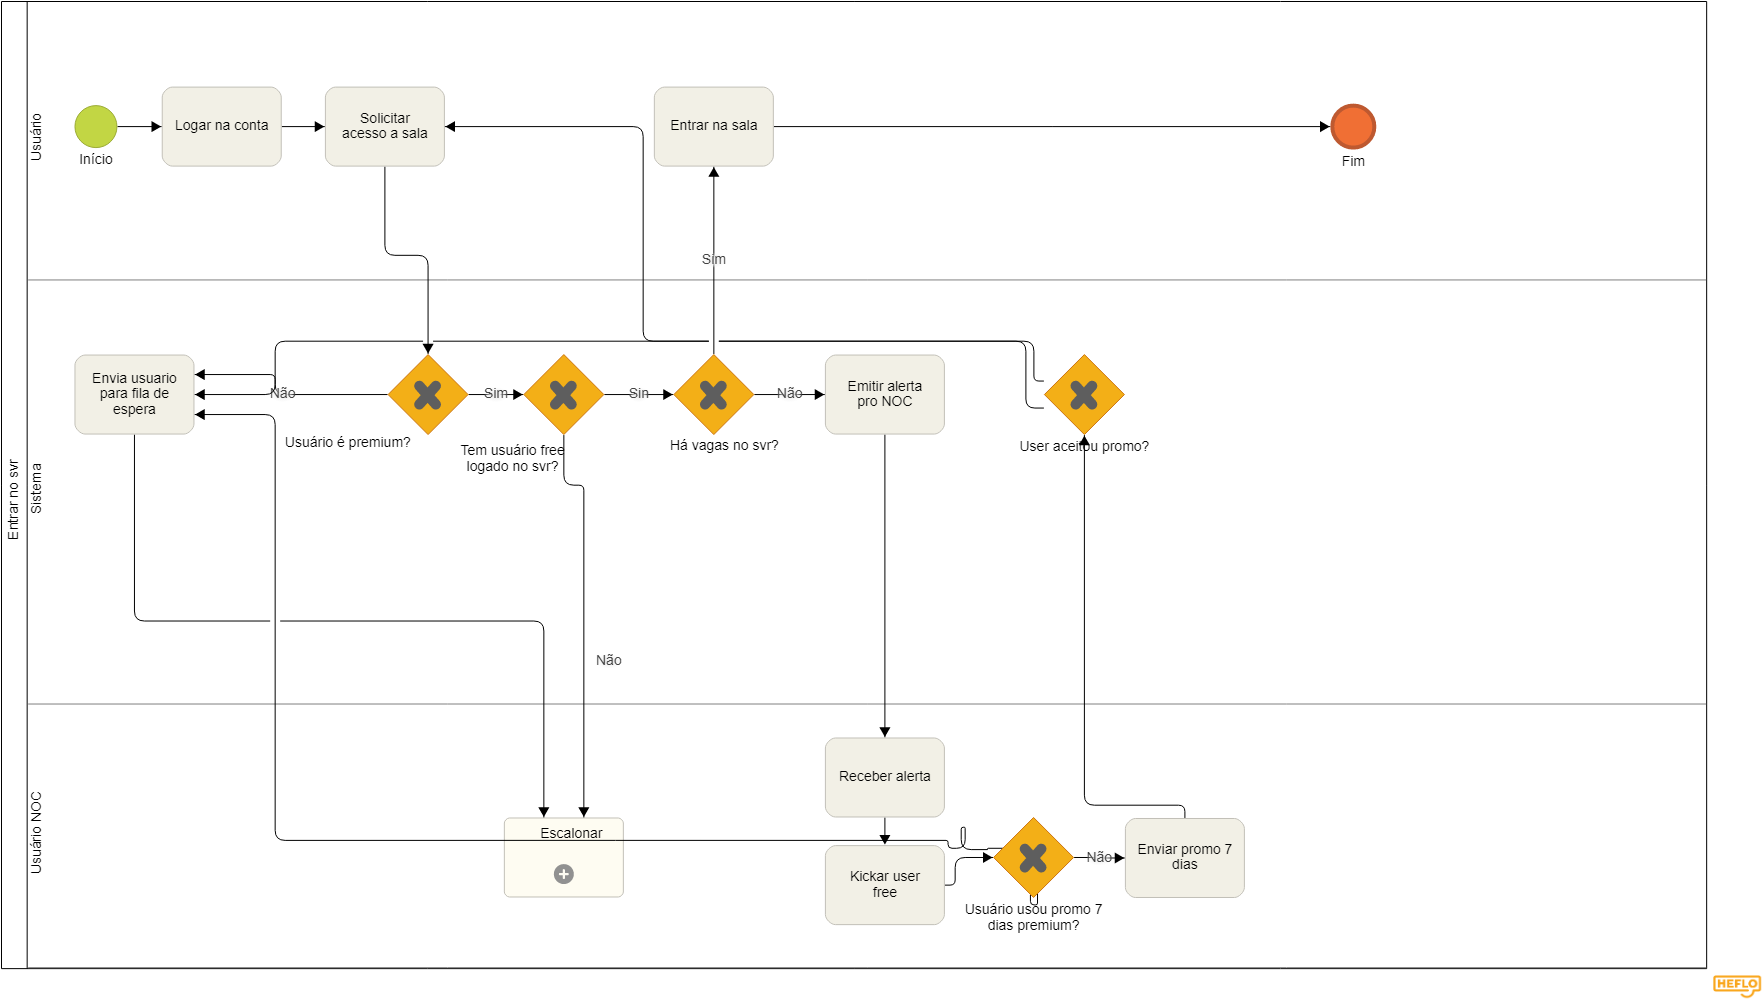 Entrar no svr
Usuário
Início
Logar na conta
Solicitar
acesso a sala
Entrar na sala
Fim
Sim
Sistema
Envia usuario
para fila de
espera
Não
Usuário é premium?
Sim
Tem usuário free
logado no svr?
Sin
Há vagas no svr?
Não
Emitir alerta
pro NOC
User aceitou promo?
Não
Usuário NOC
Escalonar
Receber alerta
Kickar user
free
Usuário usou promo 7
dias premium?
Não
Enviar promo 7
dias
HEFLO